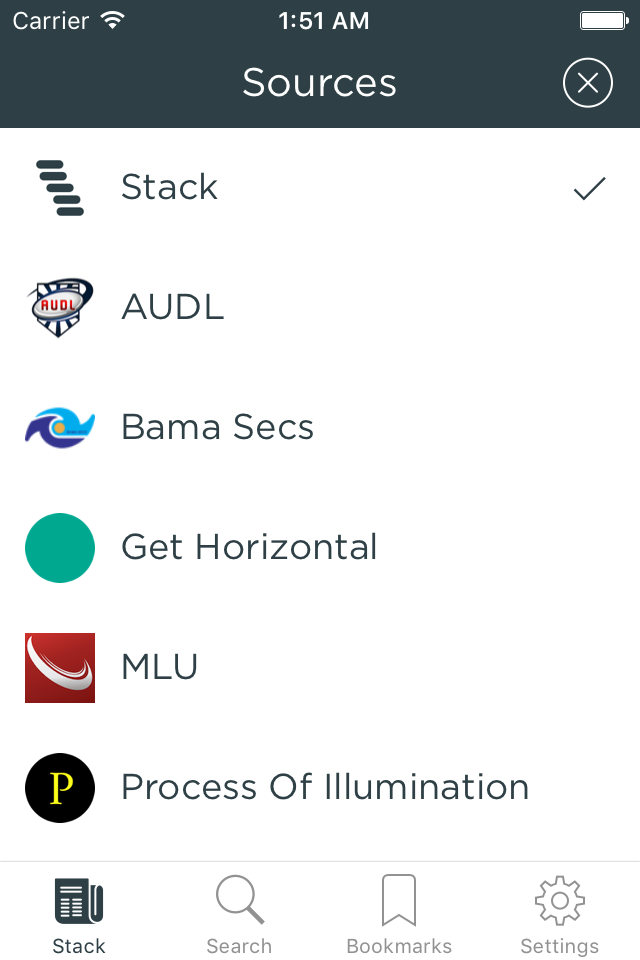 Carrier 1:51 AM
Sources
Stack
AUDL
AUDL
Bama Secs
Get Horizontal
MLU
P
Process Of Illumination
Stack Search Bookmarks Settings